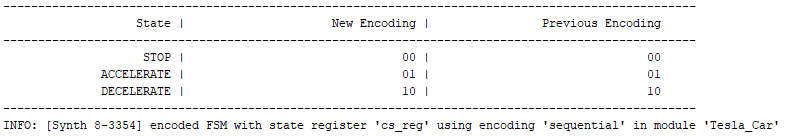 State | New Encoding | Previous Encoding
STOP | 00 | 00
ACCELERATE | 01 | 01
DECELERATE | 10 | 10
INFO: [Synth 8-3354] encoded FSM with state register 'cs_reg' using encoding 'sequential' in module 'Tesla_Car'